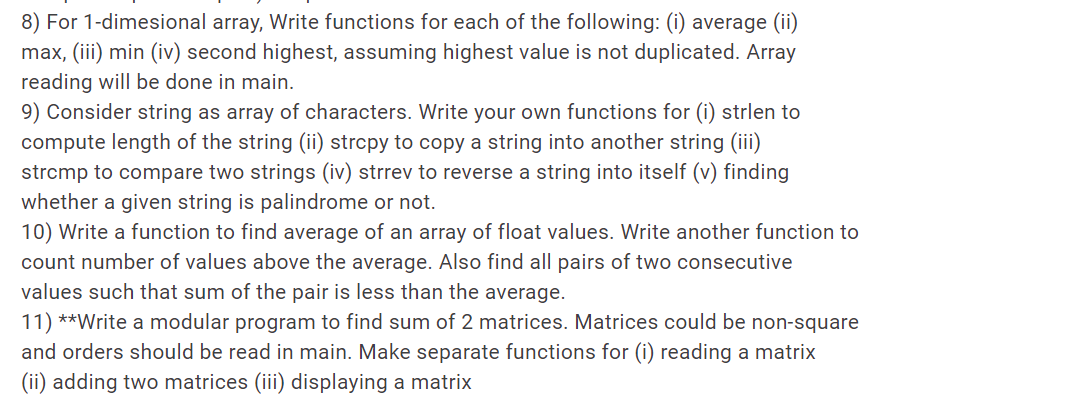 8) For 1-dimesional array, Write functions for each of the following: (i) average (ii)
max, (iii) min (iv) second highest, assuming highest value is not duplicated. Array
reading will be done in main.
9) Consider string as array of characters. Write your own functions for (i) strlen to
compute length of the string (ii) strcpy to copy a string into another string (iii)
strcmp to compare two strings (iv) strrev to reverse a string into itself (v) finding
whether a given string is palindrome or not.
10) Write a function to find average of an array of float values. Write another function to
count number of values above the average. Also find all pairs of two consecutive
values such that sum of the pair is less than the average.
11) **Write a modular program to find sum of 2 matrices. Matrices could be non-square
and orders should be read in main. Make separate functions for (i) reading a matrix
(ii) adding two matrices (iii) displaying a matrix